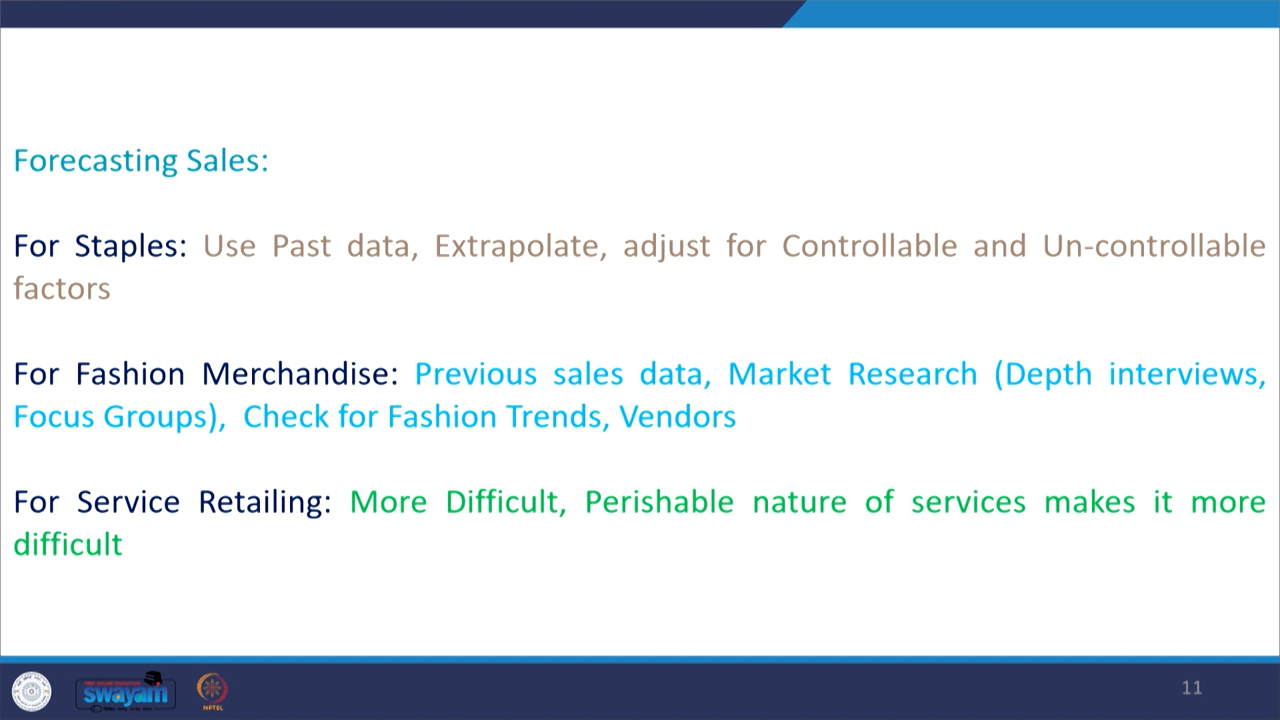 Forecasting Sales:
For Staples: Use Past data, Extrapolate, adjust for Controllable and Un-controllable
factors
For Fashion Merchandise: Previous sales data, Market Research (Depth interviews,
Focus Groups), Check for Fashion Trends, Vendors
For Service Retailing: More Difficult, Perishable nature of services makes it more
difficult
swayam
NPTEL
11